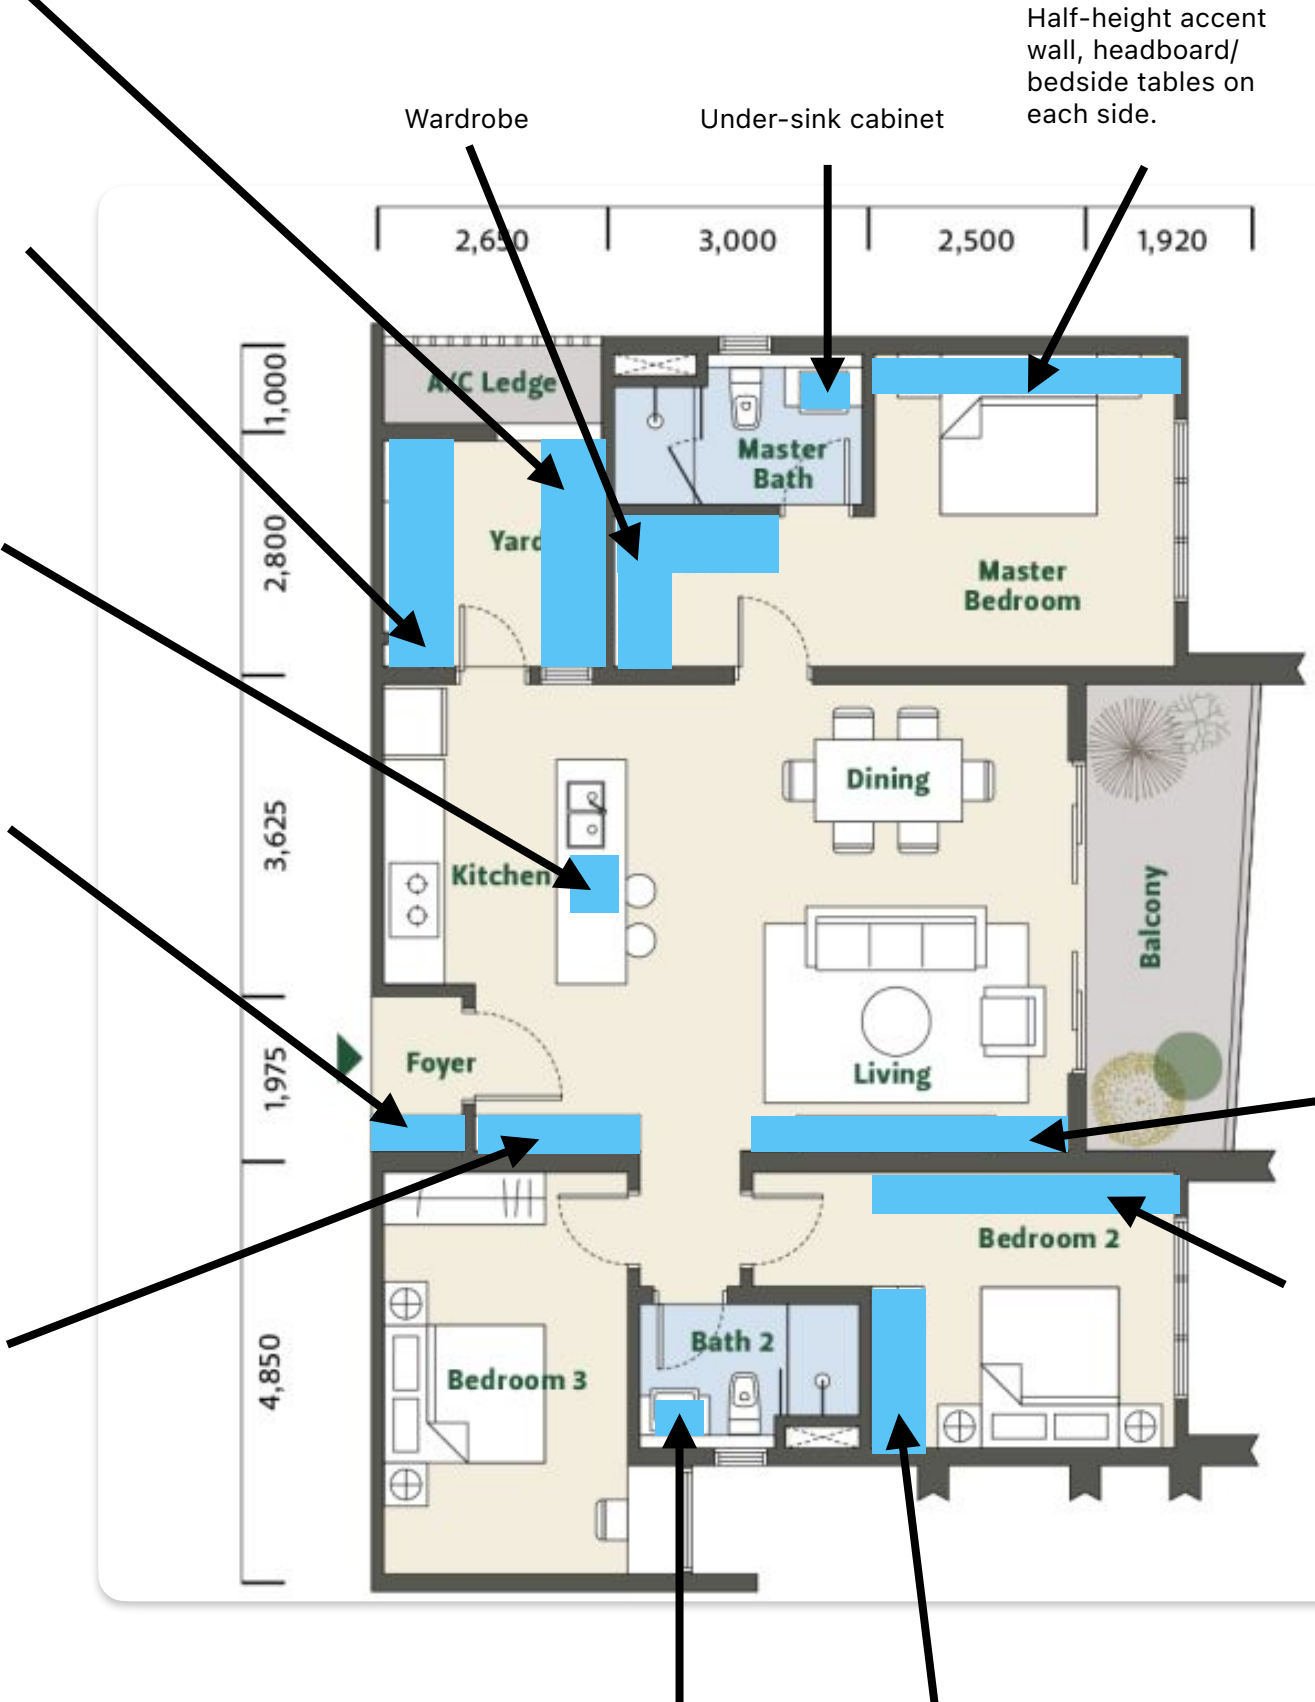 Half-height accent
wall, headboard/
bedside tables on
each side.
Wardrobe
Under-sink cabinet
2,650
3,000
2,500
1,920
1,000
A/C Ledge
Master
Bath
2,800
Yard
Master
Bedroom
3,625
Dining
Kitchen
Balcony
1,975
Foyer
Living
Bedroom 2
4,850
Bath 2
Bedroom 3